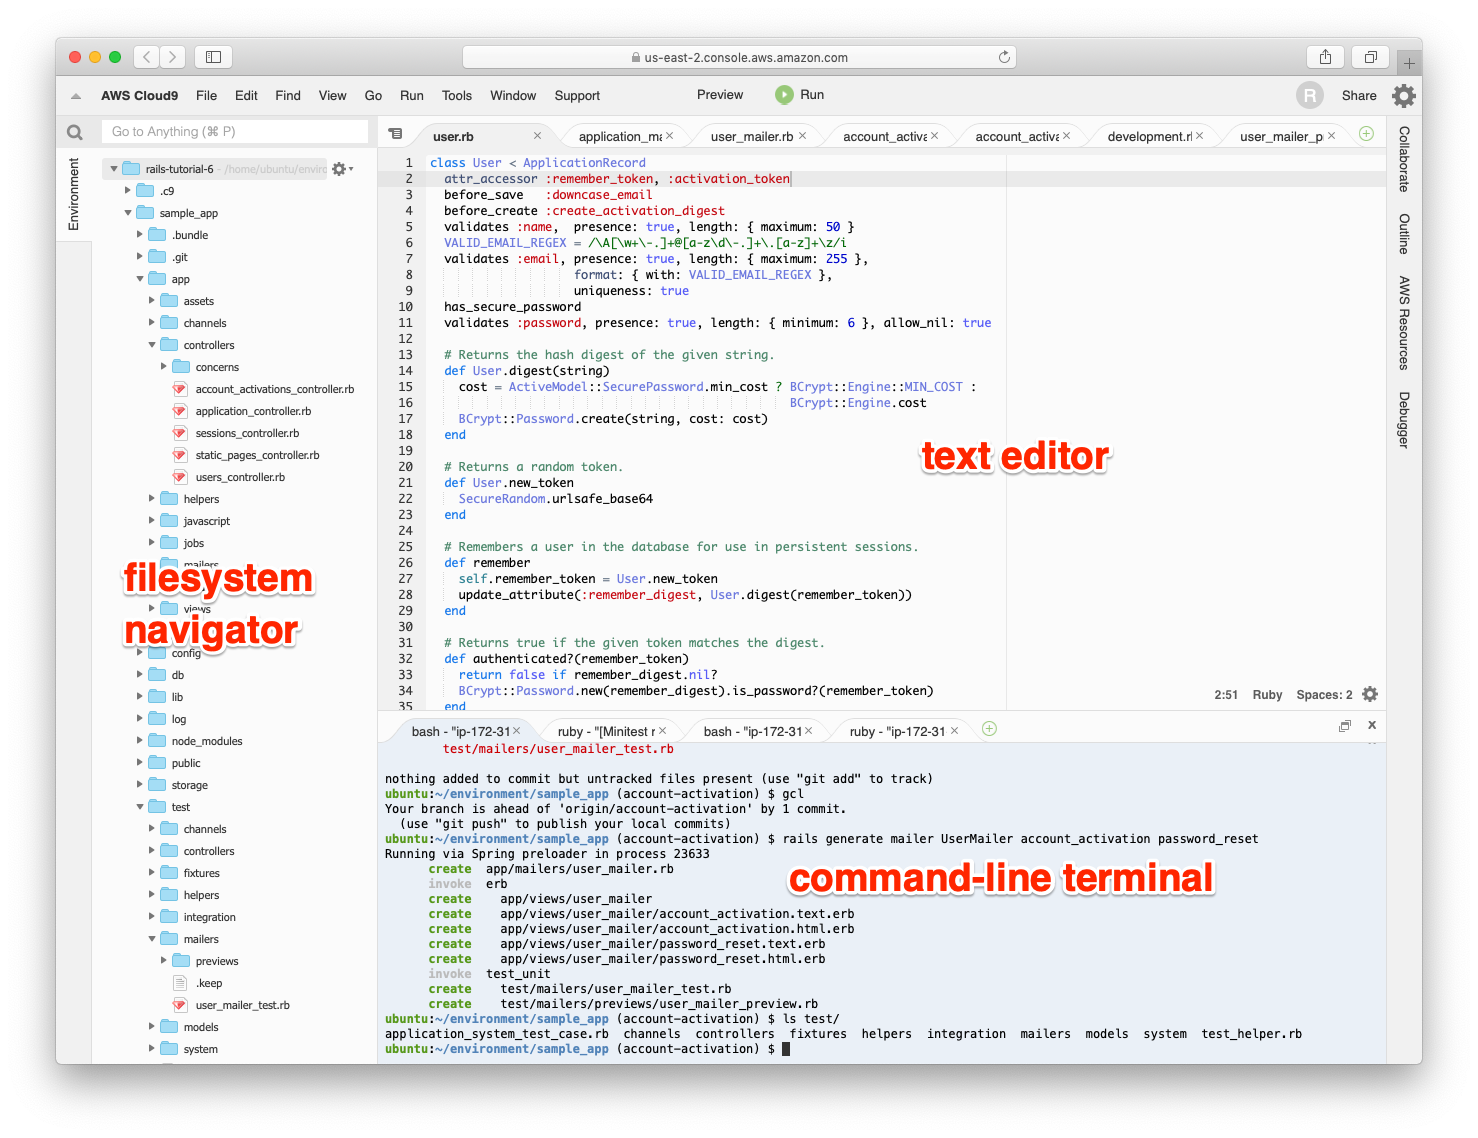 us-east-2.console.aws.amazon.com
AWS Cloud9 File Edit Find View Go Run Tools Window Support Preview Run R Share
Go to Anything (⌘ P)
user.rb application_ma user_mailer.rb account_activa account_activa development.r user_mailer_p
Environment
rails-tutorial-6 - /home/ubuntu/enviro
.c9
sample_app
.bundle
.git
app
assets
channels
controllers
concerns
account_activations_controller.rb
application_controller.rb
sessions_controller.rb
static_pages_controller.rb
users_controller.rb
helpers
javascript
jobs
mailers
filesystem
views
navigator
config
db
lib
log
node_modules
public
storage
test
channels
controllers
fixtures
helpers
integration
mailers
previews
.keep
user_mailer_test.rb
models
system
1 class User < ApplicationRecord
2 attr_accessor :remember_token, :activation_token
3 before_save :downcase_email
4 before_create :create_activation_digest
5 validates :name, presence: true, length: { maximum: 50 }
6 VALID_EMAIL_REGEX = /\A[\w+\-.]+@[a-z\d\-.]+\.[a-z]+\z/i
7 validates :email, presence: true, length: { maximum: 255 },
8 format: { with: VALID_EMAIL_REGEX },
9 uniqueness: true
10 has_secure_password
11 validates :password, presence: true, length: { minimum: 6 }, allow_nil: true
12
13 # Returns the hash digest of the given string.
14 def User.digest(string)
15 cost = ActiveModel::SecurePassword.min_cost ? BCrypt::Engine::MIN_COST :
16 BCrypt::Engine.cost
17 BCrypt::Password.create(string, cost: cost)
18 end
19
20 # Returns a random token.
21 def User.new_token
22 SecureRandom.urlsafe_base64
23 end
24
25 # Remembers a user in the database for use in persistent sessions.
26 def remember
27 self.remember_token = User.new_token
28 update_attribute(:remember_digest, User.digest(remember_token))
29 end
30
31 # Returns true if the given token matches the digest.
32 def authenticated?(remember_token)
33 return false if remember_digest.nil?
34 BCrypt::Password.new(remember_digest).is_password?(remember_token)
35 end
text editor
2:51 Ruby Spaces: 2
Collaborate
Outline
AWS Resources
Debugger
bash - "ip-172-31 ruby - "[Minitest r bash - "ip-172-31 ruby - "ip-172-31
test/mailers/user_mailer_test.rb
nothing added to commit but untracked files present (use "git add" to track)
ubuntu:~/environment/sample_app (account-activation) $ gcl
Your branch is ahead of 'origin/account-activation' by 1 commit.
(use "git push" to publish your local commits)
ubuntu:~/environment/sample_app (account-activation) $ rails generate mailer UserMailer account_activation password_reset
Running via Spring preloader in process 23633
create app/mailers/user_mailer.rb
invoke erb
create app/views/user_mailer
create app/views/user_mailer/account_activation.text.erb
create app/views/user_mailer/account_activation.html.erb
create app/views/user_mailer/password_reset.text.erb
create app/views/user_mailer/password_reset.html.erb
invoke test_unit
create test/mailers/user_mailer_test.rb
create test/mailers/previews/user_mailer_preview.rb
ubuntu:~/environment/sample_app (account-activation) $ ls test/
application_system_test_case.rb channels controllers fixtures helpers integration mailers models system test_helper.rb
ubuntu:~/environment/sample_app (account-activation) $
command-line terminal